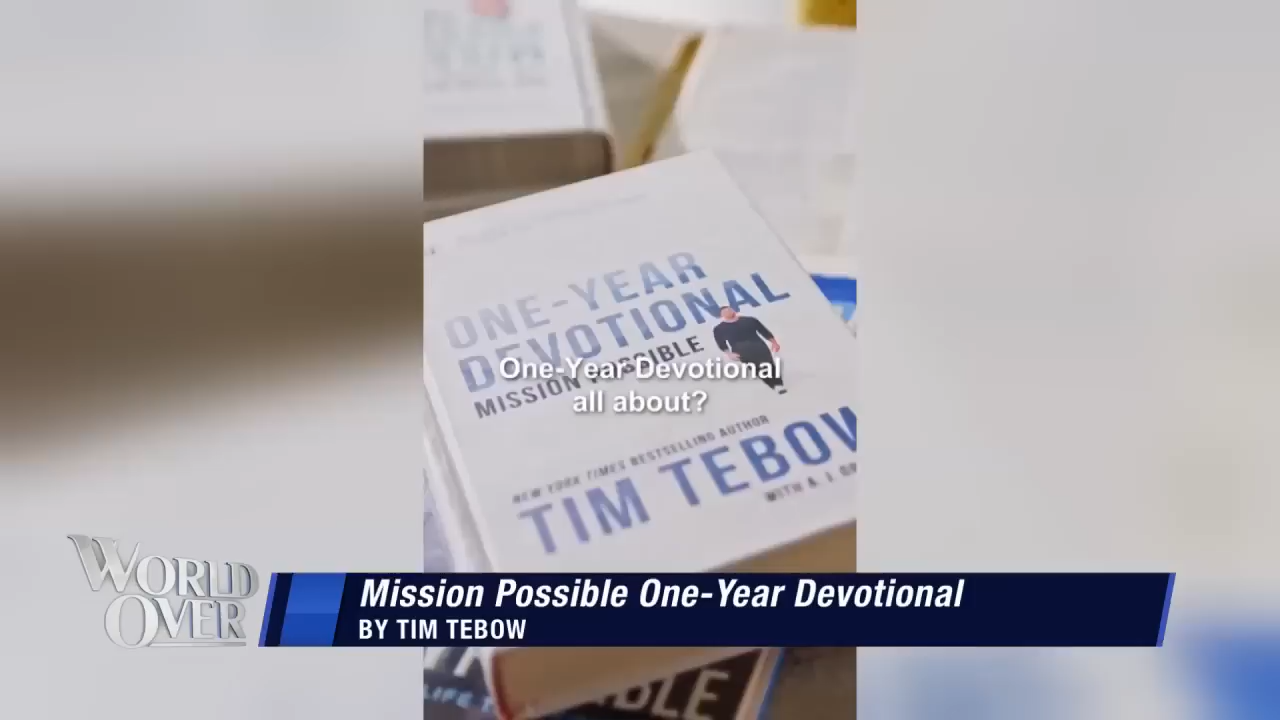 ONE-YEAR
DEVOTIONAL
MISSION POSSIBLE
One-Year Devotional
all about?
NEW YORK TIMES BESTSELLING AUTHOR
TIM TEBOW
WITH A. J.
WORLD
OVER
Mission Possible One-Year Devotional
BY TIM TEBOW
LIFE